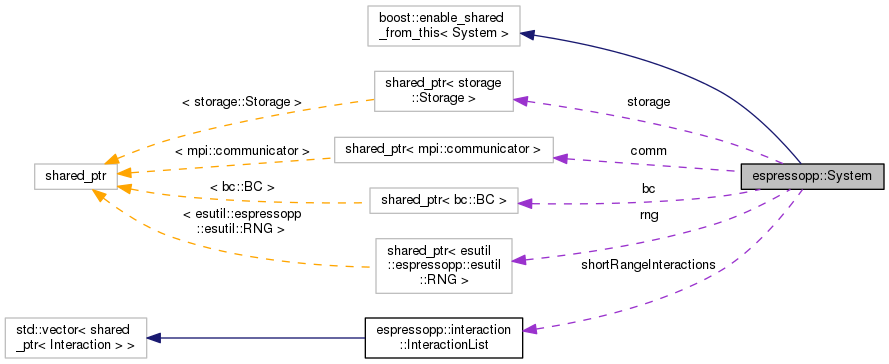 boost::enable_shared
_from_this< System >
shared_ptr< storage
::Storage >
< storage::Storage >
storage
< mpi::communicator >
shared_ptr< mpi::communicator >
comm
shared_ptr
espressopp::System
< bc::BC >
shared_ptr< bc::BC >
bc
< esutil::espressopp
::esutil::RNG >
rng
shared_ptr< esutil
::espressopp::esutil
::RNG >
shortRangeInteractions
std::vector< shared
_ptr< Interaction > >
espressopp::interaction
::InteractionList